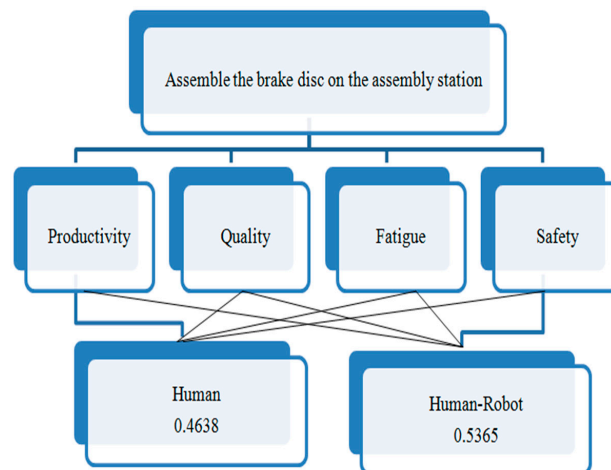 Assemble the brake disc on the assembly station
Productivity
Quality
Fatigue
Safety
Human
0.4638
Human-Robot
0.5365